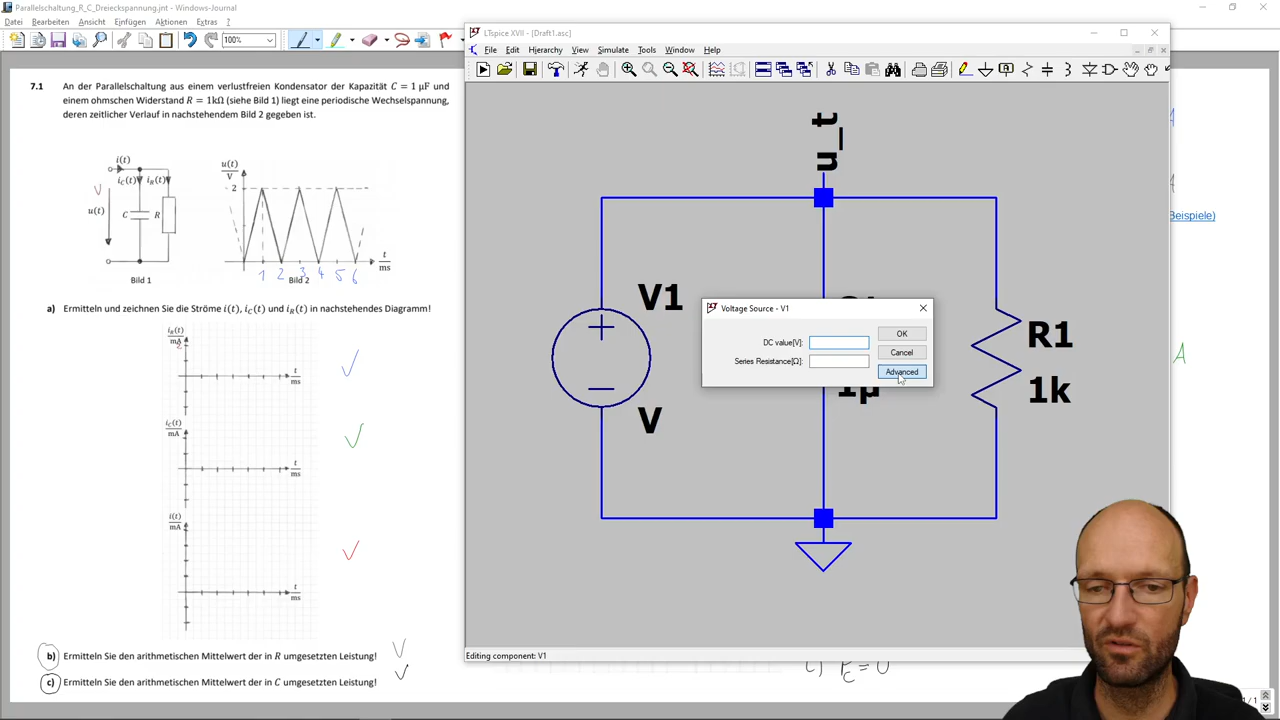 Parallelschaltung_R_C_Dreieckspannung.jnt - Windows-Journal
Datei Bearbeiten Ansicht Einfügen Aktionen Extras ?
100%
7.1 An der Parallelschaltung aus einem verlustfreien Kondensator der Kapazität C = 1 µF und
einem ohmschen Widerstand R = 1kΩ (siehe Bild 1) liegt eine periodische Wechselspannung,
deren zeitlicher Verlauf in nachstehendem Bild 2 gegeben ist.
i(t)
iC(t) iR(t)
u(t)
C R
Bild 1
u(t)
V
2
t
ms
1 2 3 4 5 6
Bild 2
a) Ermitteln und zeichnen Sie die Ströme i(t), iC(t) und iR(t) in nachstehendes Diagramm!
iR(t)
mA
t
ms
iC(t)
mA
t
ms
i(t)
mA
t
ms
b) Ermitteln Sie den arithmetischen Mittelwert der in R umgesetzten Leistung!
c) Ermitteln Sie den arithmetischen Mittelwert der in C umgesetzten Leistung!
LTspice XVII - [Draft1.asc]
File Edit Hierarchy View Simulate Tools Window Help
u_t
V1
V
R1
1k
1µ
Voltage Source - V1
DC value[V]:
Series Resistance[Ω]:
OK
Cancel
Advanced
Editing component: V1
Beispiele)
A